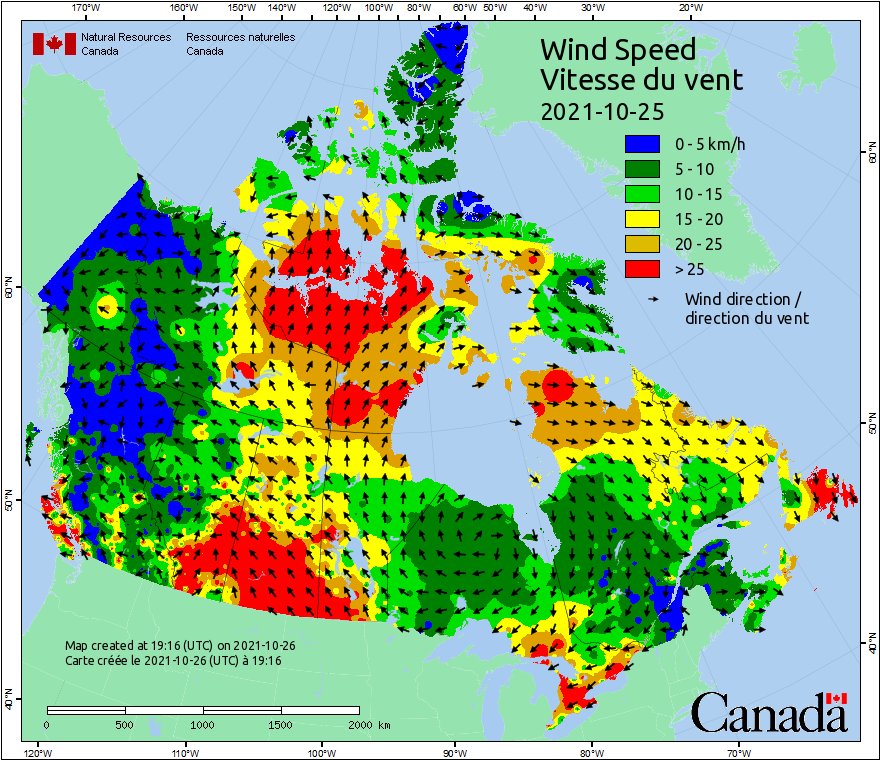 170°W 160°W 150°W 140°W 120°W 100°W 80°W 60°W 50°W 40°W 30°W 20°W
Natural Resources Ressources naturelles
Canada Canada
Wind Speed
Vitesse du vent
2021-10-25
0 - 5 km/h
5 - 10
10 - 15
15 - 20
20 - 25
> 25
Wind direction /
direction du vent
60°N
60°N
50°N
50°N
40°N
40°N
Map created at 19:16 (UTC) on 2021-10-26
Carte créée le 2021-10-26 (UTC) à 19:16
0 500 1000 1500 2000 km
Canada
120°W 110°W 100°W 90°W 80°W 70°W